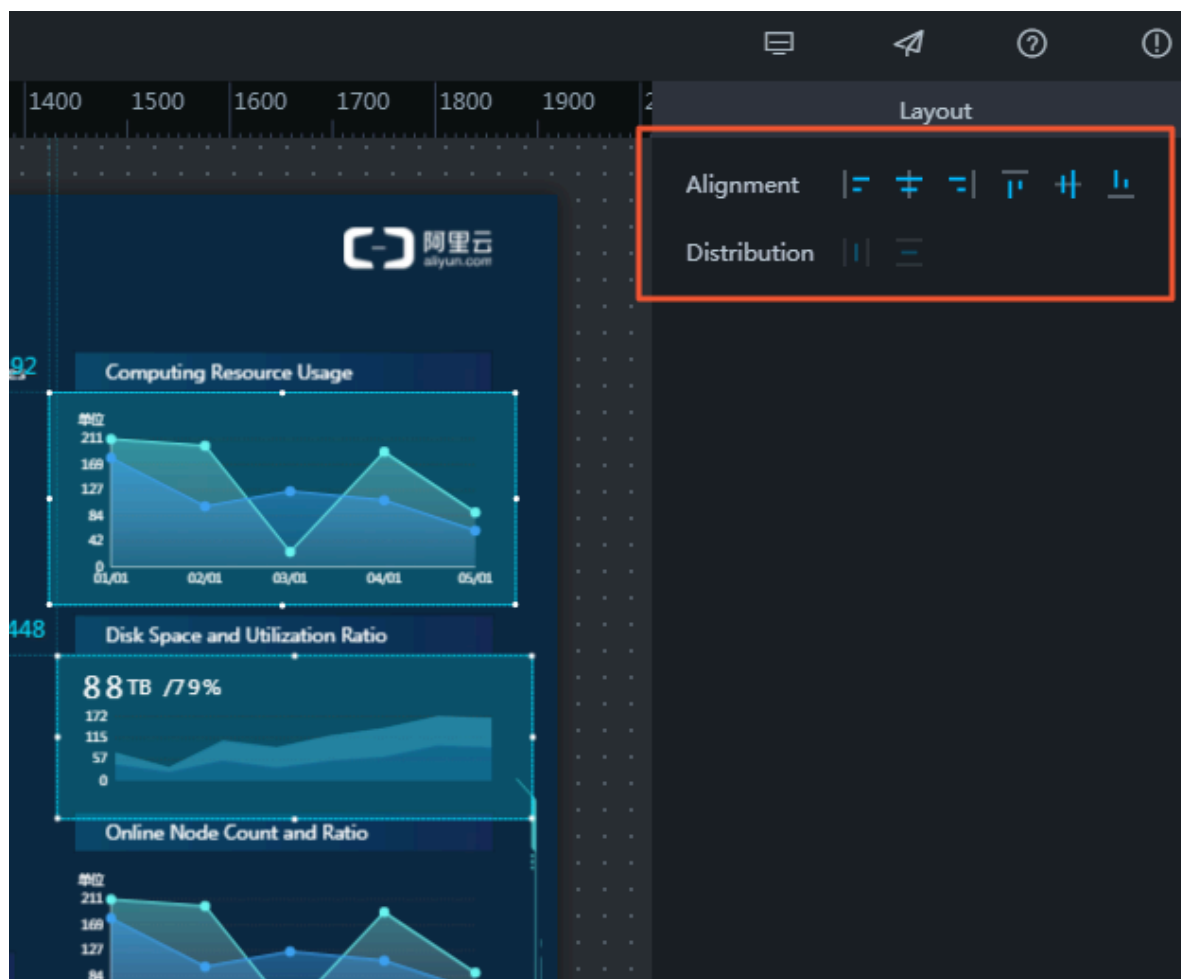 1400 1500 1600 1700 1800 1900
Layout
Alignment
Distribution
阿里云
aliyun.com
92
Computing Resource Usage
单位
211
169
127
84
42
0
01/01 02/01 03/01 04/01 05/01
448
Disk Space and Utilization Ratio
88TB /79%
172
115
57
0
Online Node Count and Ratio
单位
211
169
127
84